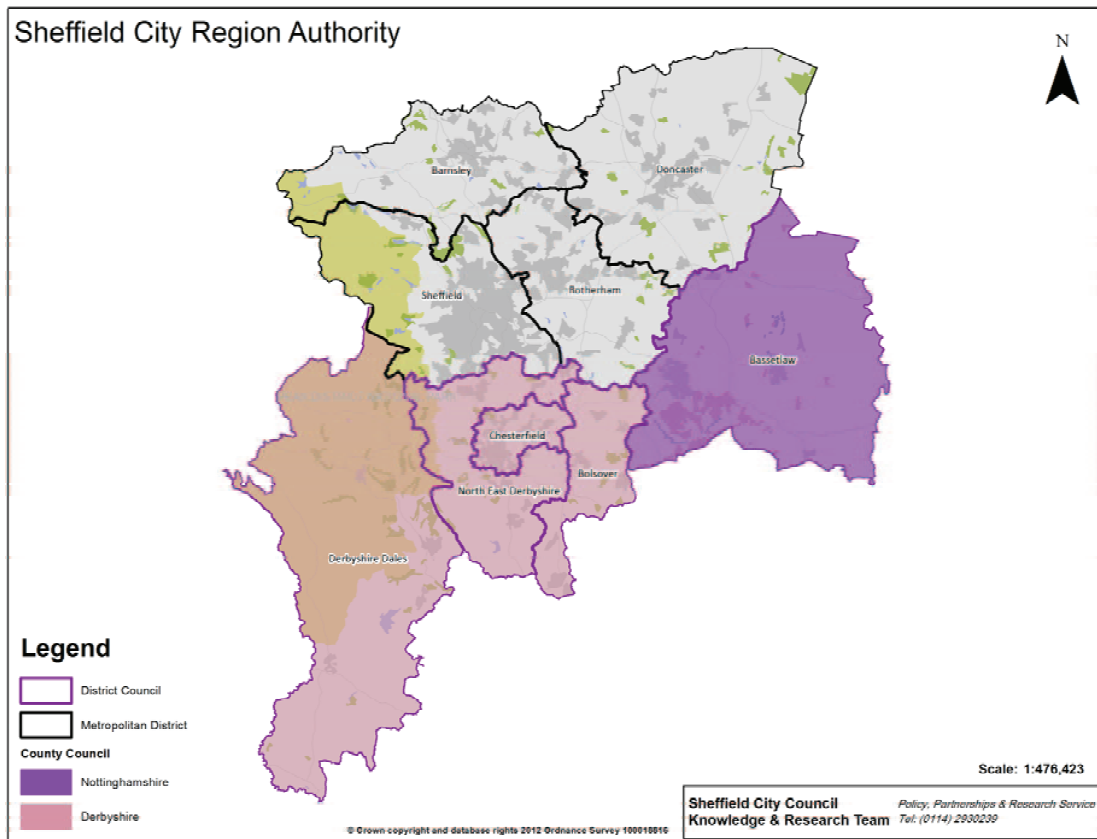 Sheffield City Region Authority
N
Barnsley
Doncaster
Sheffield
Rotherham
Bassetlaw
Chesterfield
Bolsover
North East Derbyshire
Derbyshire Dales
Legend
District Council
Metropolitan District
County Council
Nottinghamshire
Derbyshire
Scale: 1:476,423
Sheffield City Council
Knowledge & Research Team
Policy, Partnerships & Research Service
Tel: (0114) 2930239
© Crown copyright and database rights 2012 Ordnance Survey 100018816